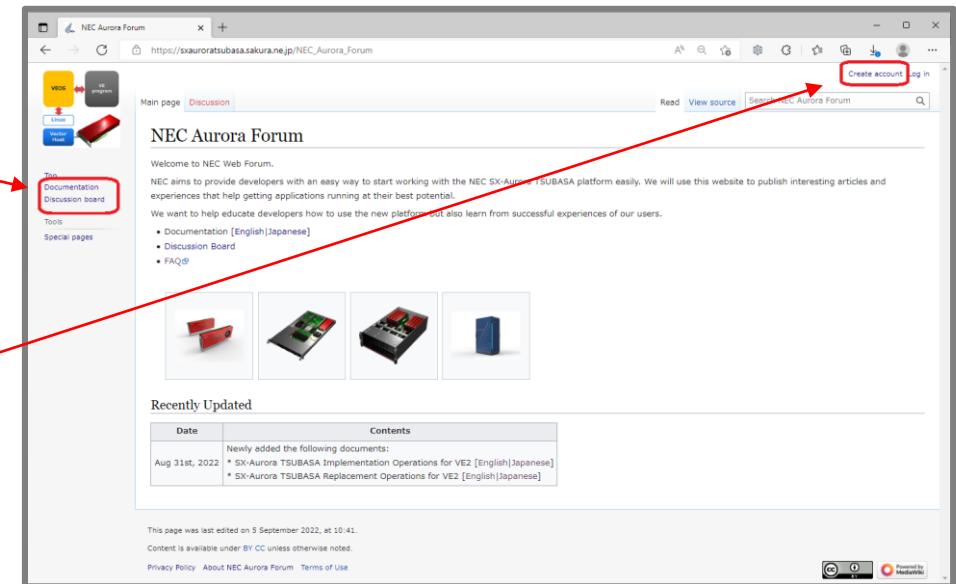 NEC Aurora Forum
https://sxauroratsubasa.sakura.ne.jp/NEC_Aurora_Forum
Create account Log in
VEOS
VE program
Linux
Vector Host
Main page Discussion
Read View source Search NEC Aurora Forum
NEC Aurora Forum
Welcome to NEC Web Forum.
NEC aims to provide developers with an easy way to start working with the NEC SX-Aurora TSUBASA platform easily. We will use this website to publish interesting articles and
experiences that help getting applications running at their best potential.
We want to help educate developers how to use the new platform but also learn from successful experiences of our users.
• Documentation [English|Japanese]
• Discussion Board
• FAQ
Top
Documentation
Discussion board
Tools
Special pages
Recently Updated
Date Contents
Newly added the following documents:
Aug 31st, 2022 * SX-Aurora TSUBASA Implementation Operations for VE2 [English|Japanese]
* SX-Aurora TSUBASA Replacement Operations for VE2 [English|Japanese]
This page was last edited on 5 September 2022, at 10:41.
Content is available under BY CC unless otherwise noted.
Privacy Policy About NEC Aurora Forum Terms of Use
cc BY
Powered by
MediaWiki